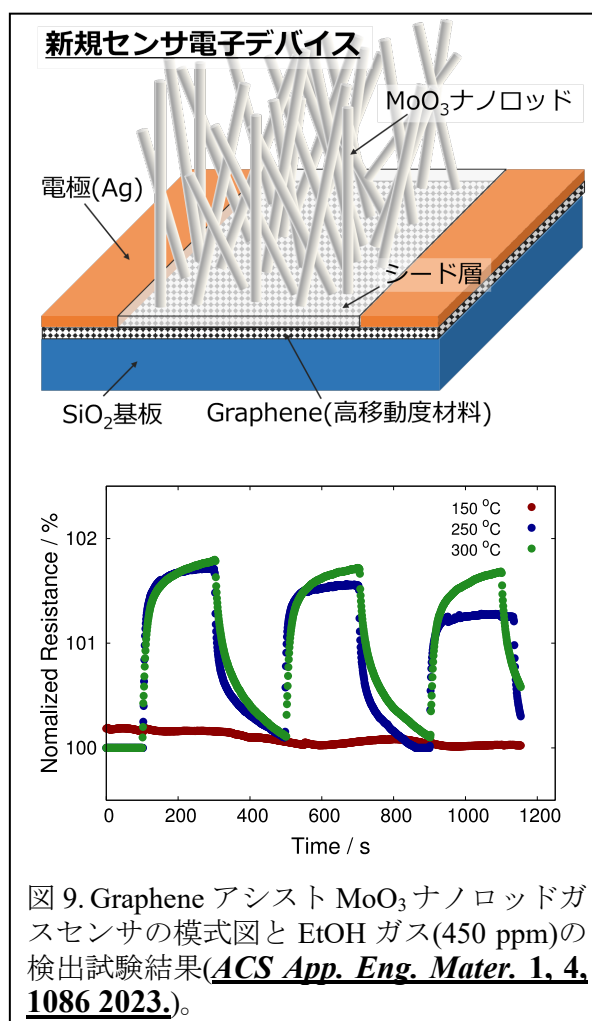 新規センサ電子デバイス
MoO₃ナノロッド
電極(Ag)
シード層
SiO₂基板
Graphene(高移動度材料)
Nomalized Resistance / %
102
101
100
150 °C
250 °C
300 °C
0 200 400 600 800 1000 1200
Time / s
図 9. Graphene アシスト MoO₃ ナノロッドガ
スセンサの模式図と EtOH ガス(450 ppm)の
検出試験結果(ACS App. Eng. Mater. 1, 4,
1086 2023.)。